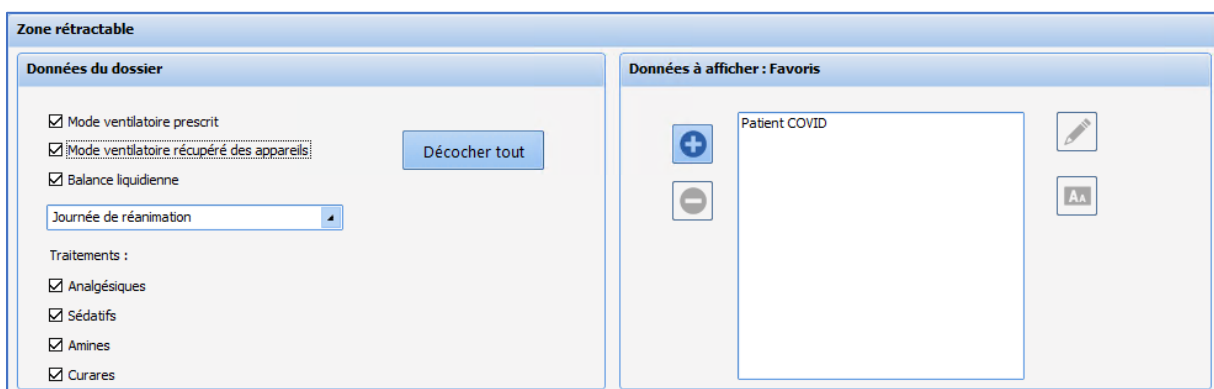 Zone rétractable
Données du dossier
Mode ventilatoire prescrit
Mode ventilatoire récupéré des appareils
Balance liquidienne
Décocher tout
Journée de réanimation
Traitements :
Analgésiques
Sédatifs
Amines
Curares
Données à afficher : Favoris
Patient COVID
AA